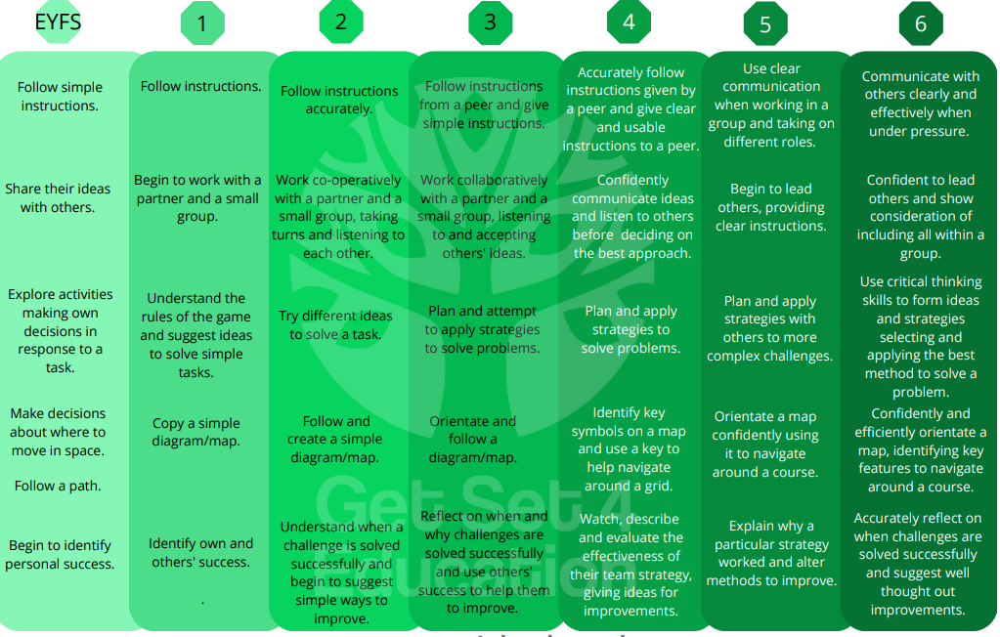 EYFS
1
2
3
4
5
6
Follow simple
instructions.
Share their ideas
with others.
Explore activities
making own
decisions in
response to a
task.
Make decisions
about where to
move in space.
Follow a path.
Begin to identify
personal success.
Follow instructions.
Begin to work with a
partner and a small
group.
Understand the
rules of the game
and suggest ideas
to solve simple
tasks.
Copy a simple
diagram/map.
Identify own and
others' success.
.
Follow instructions
accurately.
Work co-operatively
with a partner and a
small group, taking
turns and listening to
each other.
Try different ideas
to solve a task.
Follow and
create a simple
diagram/map.
Understand when a
challenge is solved
successfully and
begin to suggest
simple ways to
improve.
Follow instructions
from a peer and give
simple instructions.
Work collaboratively
with a partner and a
small group, listening
to and accepting
others' ideas.
Plan and attempt
to apply strategies
to solve problems.
Orientate and
follow a
diagram/map.
Reflect on when and
why challenges are
solved successfully
and use others'
success to help them
to improve.
Accurately follow
instructions given by
a peer and give clear
and usable
instructions to a peer.
Confidently
communicate ideas
and listen to others
before deciding on
the best approach.
Plan and apply
strategies to
solve problems.
Identify key
symbols on a map
and use a key to
help navigate
around a grid.
Watch, describe
and evaluate the
effectiveness of
their team strategy,
giving ideas for
improvements.
Use clear
communication
when working in a
group and taking on
different roles.
Begin to lead
others, providing
clear instructions.
Plan and apply
strategies with
others to more
complex challenges.
Orientate a map
confidently using
it to navigate
around a course.
Explain why a
particular strategy
worked and alter
methods to improve.
Communicate with
others clearly and
effectively when
under pressure.
Confident to lead
others and show
consideration of
including all within a
group.
Use critical thinking
skills to form ideas
and strategies
selecting and
applying the best
method to solve a
problem.
Confidently and
efficiently orientate a
map, identifying key
features to navigate
around a course.
Accurately reflect on
when challenges are
solved successfully
and suggest well
thought out
improvements.
Get Set 4
Education